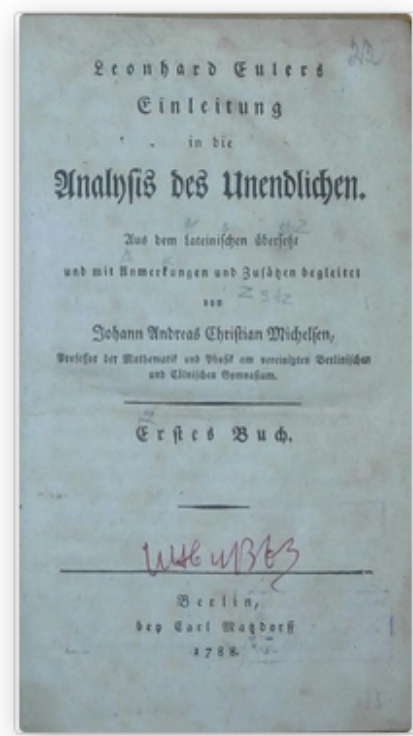 Leonhard Eulers
Einleitung
in die
Analysis des Unendlichen.
Aus dem Lateinischen übersetzt
und mit Anmerkungen und Zusätzen begleitet
von
Johann Andreas Christian Michelsen,
Professor der Mathematik und Physik am vereinigten Berlinischen
und Cölnischen Gymnasium.
Erstes Buch.
Berlin,
bey Carl Matzdorff
1788.